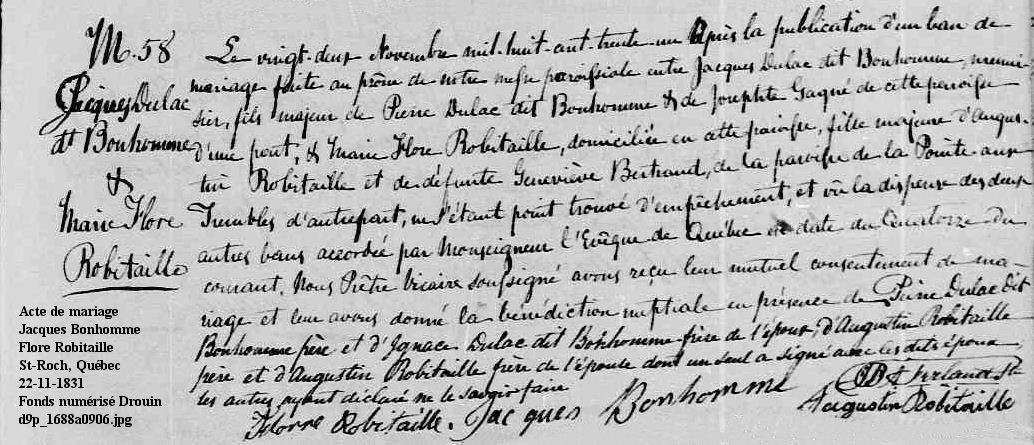 M. 58
Jacques Dulac
dt Bonhomme
&
Marie Flore
Robitaille
Le vingt-deux Novembre mil-huit-cent-trente-un Après la publication d'un ban de
mariage faite au prône de notre messe paroissiale entre Jacques Dulac dit Bonhomme, menui-
sier, fils majeur de Pierre Dulac dit Bonhomme & de Josephte Gagné de cette paroisse
d'une part, & Marie Flore Robitaille, domiciliée en cette paroisse, fille majeure d'Augus-
tin Robitaille et de défunte Geneviève Bertrand, de la paroisse de la Pointe-aux-
Trembles d'autre part, ne s'étant point trouvé d'empêchement, et vû la dispense des deux
autres bans accordée par Monseigneur l'Evêque de Québec en date du Quatorze du
courant. Nous Prêtre vicaire soussigné avons reçu leur mutuel consentement de ma-
riage et leur avons donné la bénédiction nuptiale en présence de Pierre Dulac dit
Bonhomme père et d'Ignace Dulac dit Bonhomme frère de l'époux, d'Augustin Robitaille
père et d'Augustin Robitaille frère de l'épouse dont un seul a signé avec les dits époux
les autres ayant déclaré ne le savoir faire
Florre Robitaille. Jacques Bonhomme
Ferland
Augustin Robitaille
Acte de mariage
Jacques Bonhomme
Flore Robitaille
St-Roch, Québec
22-11-1831
Fonds numérisé Drouin
d9p_1688a0906.jpg